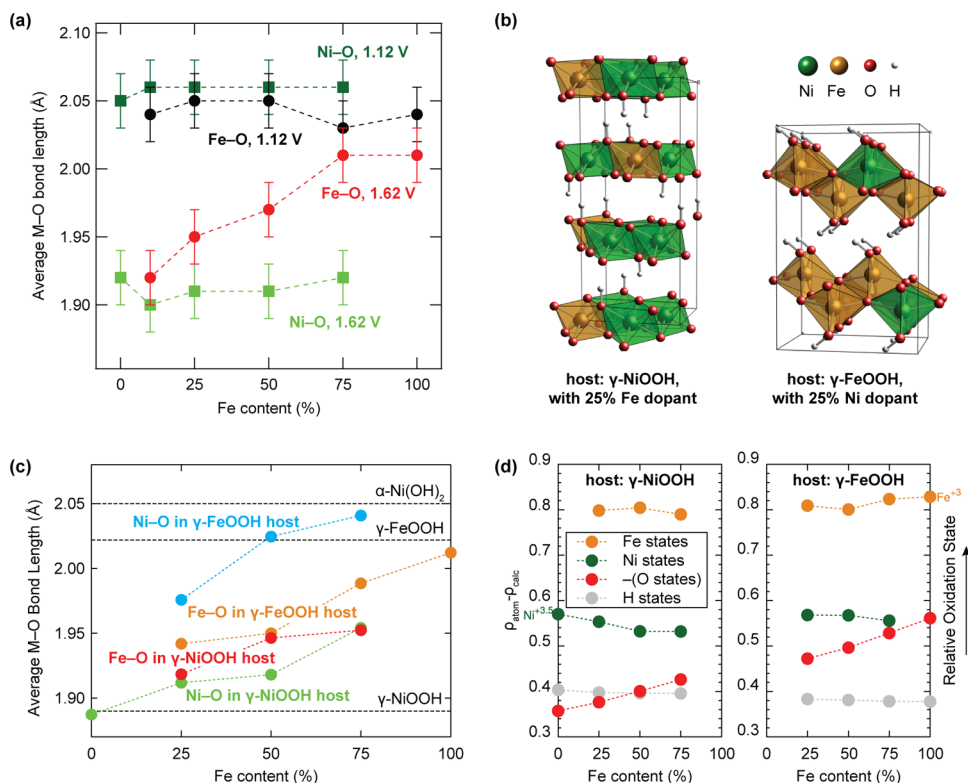 (a)
2.10
2.05
2.00
1.95
1.90
Average M–O bond length (Å)
Ni–O, 1.12 V
Fe–O, 1.12 V
Fe–O, 1.62 V
Ni–O, 1.62 V
0
25
50
75
100
Fe content (%)
(b)
Ni Fe O H
host: γ-NiOOH,
with 25% Fe dopant
host: γ-FeOOH,
with 25% Ni dopant
(c)
2.05
2.00
1.95
1.90
Average M–O Bond Length (Å)
α-Ni(OH)2
Ni–O in γ-FeOOH host
γ-FeOOH
Fe–O in γ-FeOOH host
Fe–O in γ-NiOOH host
Ni–O in γ-NiOOH host
γ-NiOOH
0 25 50 75 100
Fe content (%)
(d)
0.9
0.8
0.7
0.6
0.5
0.4
0.3
ρatom-ρcalc
host: γ-NiOOH
Fe states
Ni states
–(O states)
H states
Ni+3.5
0 25 50 75 100
Fe content (%)
0.9
0.8
0.7
0.6
0.5
0.4
0.3
host: γ-FeOOH
Fe+3
0 25 50 75 100
Fe content (%)
Relative Oxidation State